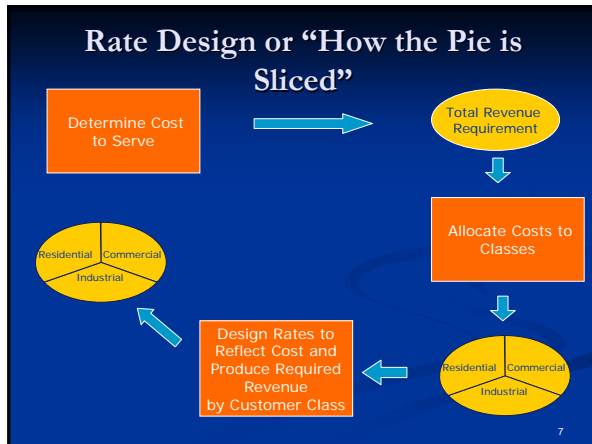 Rate Design or “How the Pie is
Sliced”
Determine Cost
to Serve
Total Revenue
Requirement
Allocate Costs to
Classes
Residential
Commercial
Industrial
Design Rates to
Reflect Cost and
Produce Required
Revenue
by Customer Class
Residential
Commercial
Industrial
7